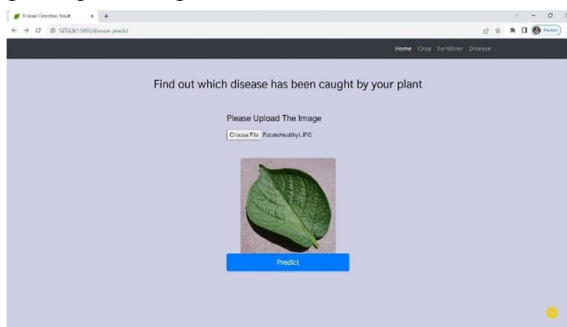 Disease Detection Result
127.0.0.1:5000/disease-predict
Home Crop Fertilizer Disease
Find out which disease has been caught by your plant
Please Upload The Image
Choose File PotatoHealthy1.JPG
Predict